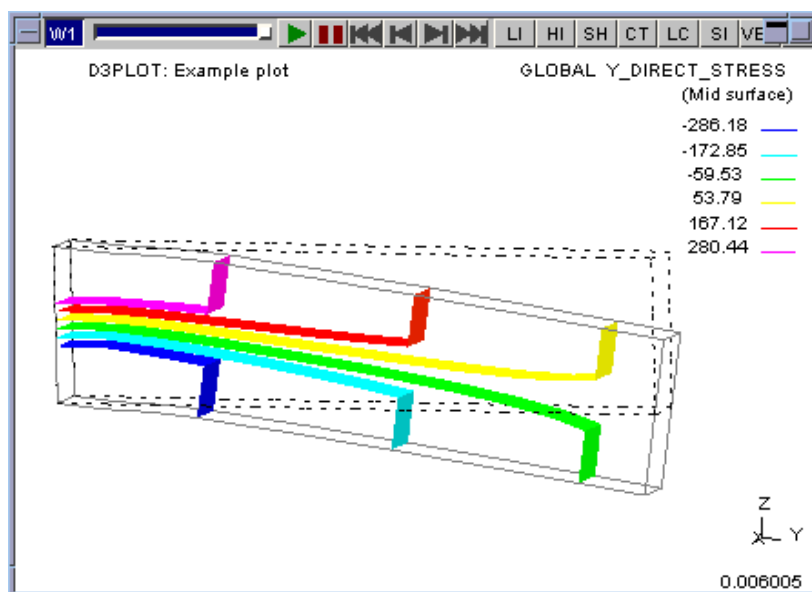 W1 LI HI SH CT LC SI VE
D3PLOT: Example plot
GLOBAL Y_DIRECT_STRESS
(Mid surface)
-286.18
-172.85
-59.53
53.79
167.12
280.44
Z
X Y
0.006005